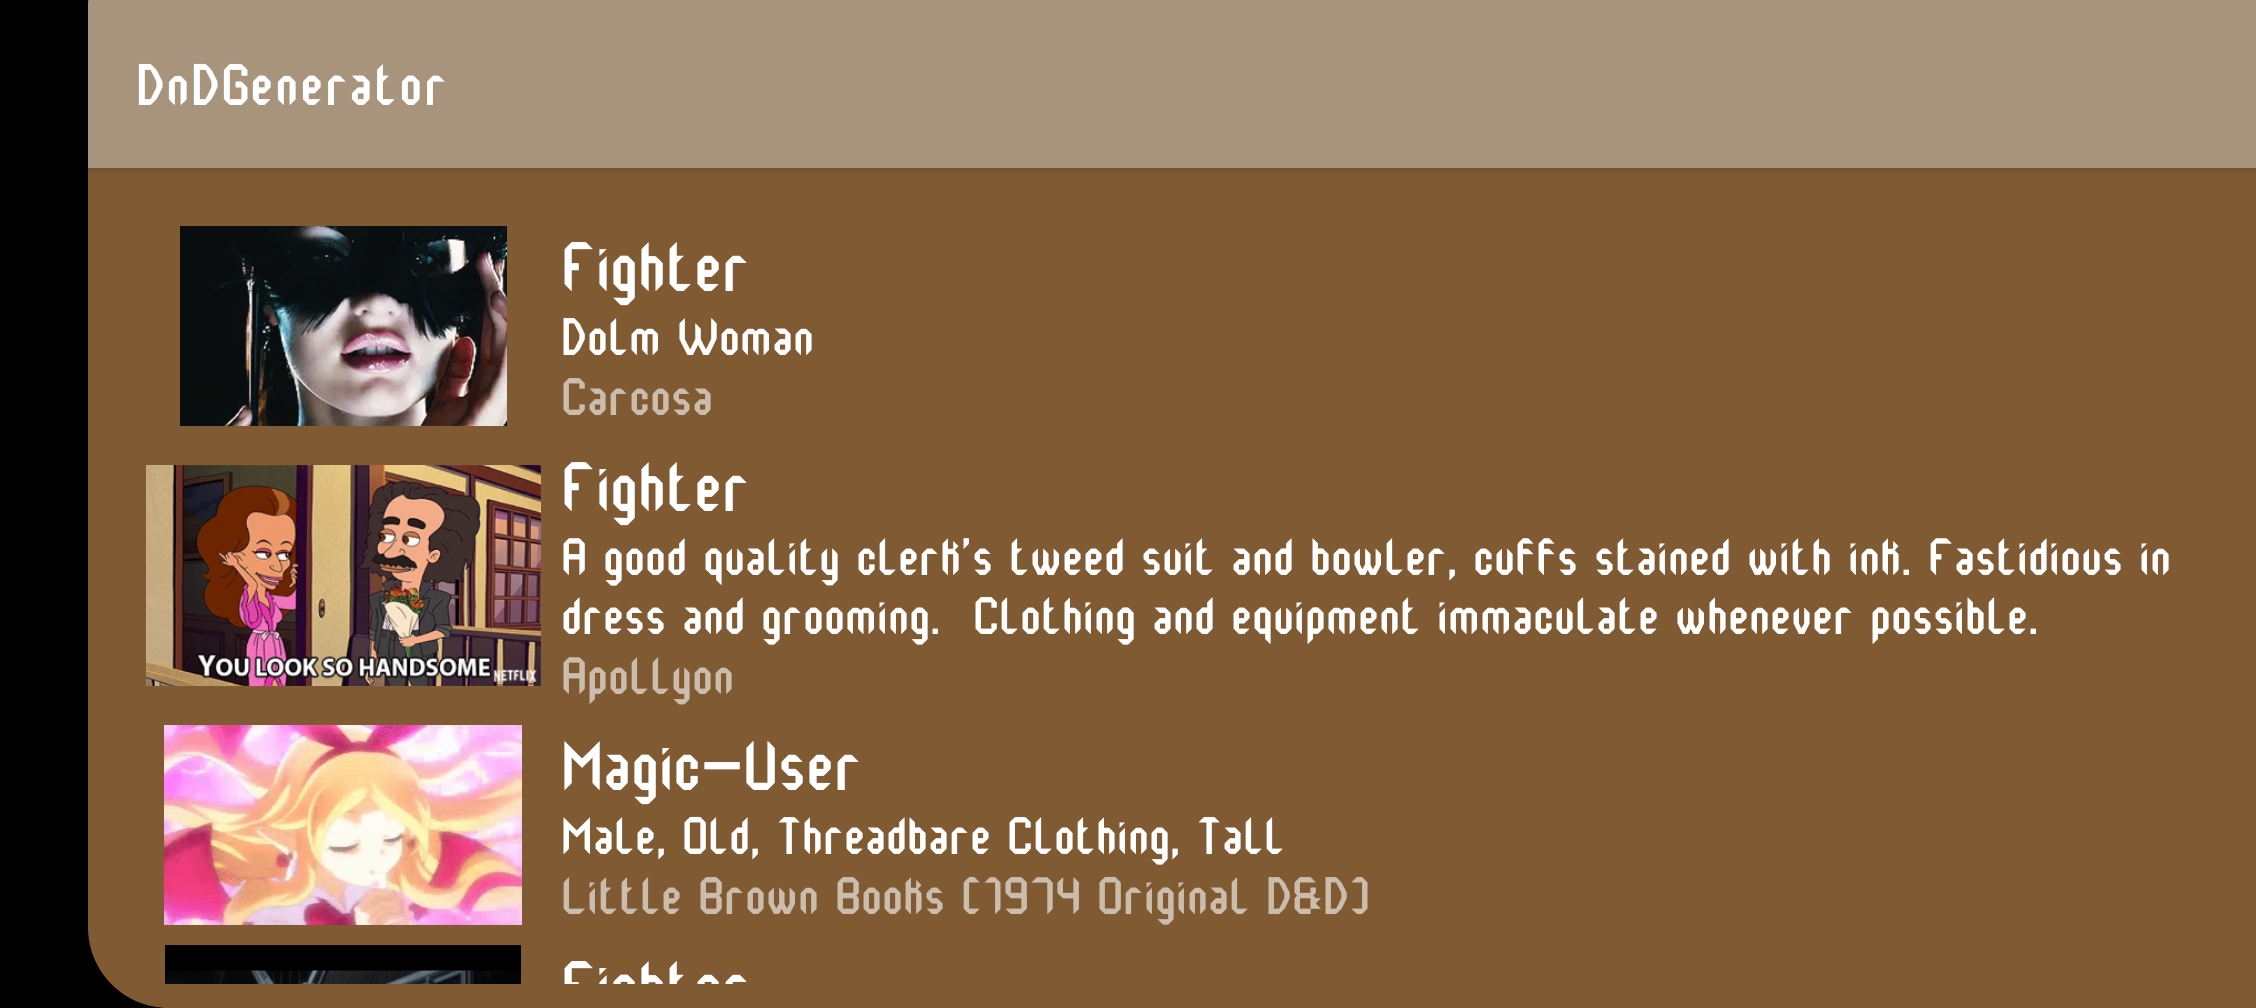 DnDGenerator
Fighter
Dolm Woman
Carcosa
Fighter
A good quality clerk's tweed suit and bowler, cuffs stained with ink. Fastidious in
dress and grooming.  Clothing and equipment immaculate whenever possible.
Apollyon
YOU LOOK SO HANDSOME
NETFLIX
Magic-User
Male, Old, Threadbare Clothing, Tall
Little Brown Books (1974 Original D&D)
Fighter